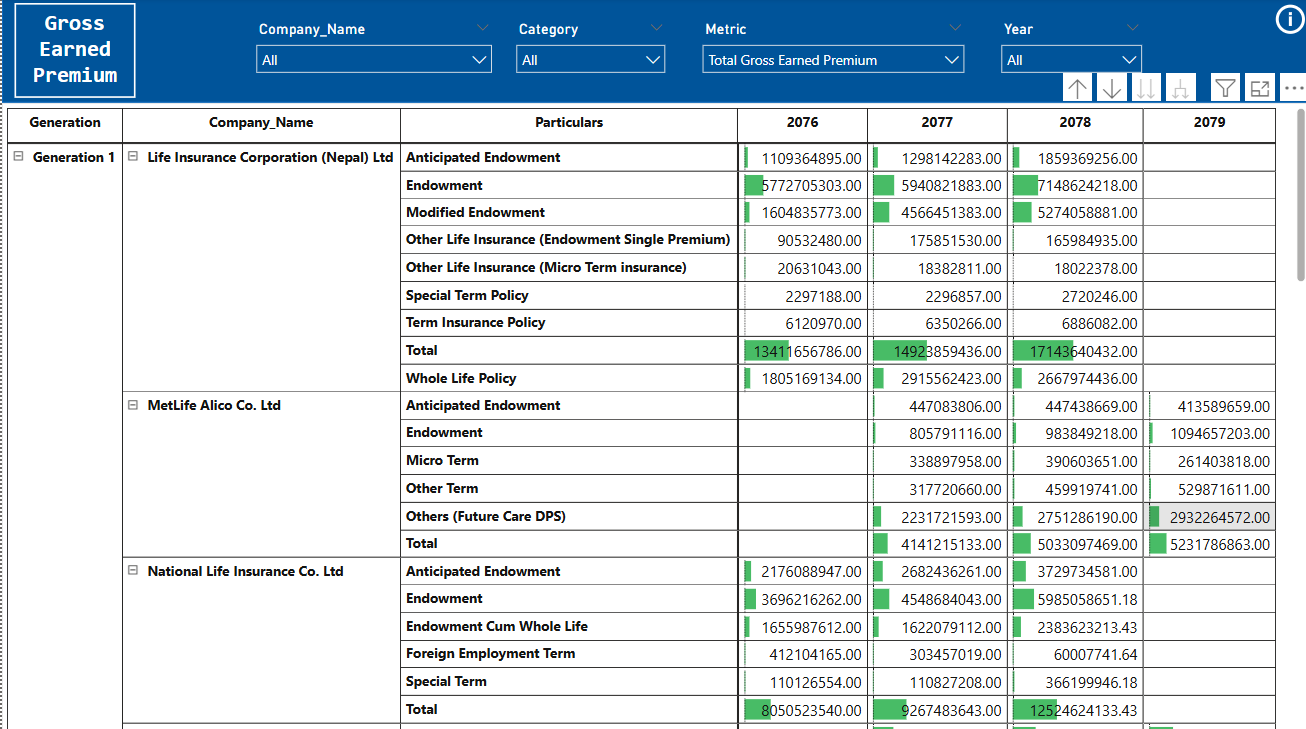 Gross
Earned
Premium
Company_Name Category Metric Year
All All Total Gross Earned Premium All
Generation Company_Name Particulars 2076 2077 2078 2079
Generation 1 Life Insurance Corporation (Nepal) Ltd Anticipated Endowment 1109364895.00 1298142283.00 1859369256.00
Endowment 5772705303.00 5940821883.00 7148624218.00
Modified Endowment 1604835773.00 4566451383.00 5274058881.00
Other Life Insurance (Endowment Single Premium) 90532480.00 175851530.00 165984935.00
Other Life Insurance (Micro Term insurance) 20631043.00 18382811.00 18022378.00
Special Term Policy 2297188.00 2296857.00 2720246.00
Term Insurance Policy 6120970.00 6350266.00 6886082.00
Total 13411656786.00 14923859436.00 17143640432.00
Whole Life Policy 1805169134.00 2915562423.00 2667974436.00
MetLife Alico Co. Ltd Anticipated Endowment 447083806.00 447438669.00 413589659.00
Endowment 805791116.00 983849218.00 1094657203.00
Micro Term 338897958.00 390603651.00 261403818.00
Other Term 317720660.00 459919741.00 529871611.00
Others (Future Care DPS) 2231721593.00 2751286190.00 2932264572.00
Total 4141215133.00 5033097469.00 5231786863.00
National Life Insurance Co. Ltd Anticipated Endowment 2176088947.00 2682436261.00 3729734581.00
Endowment 3696216262.00 4548684043.00 5985058651.18
Endowment Cum Whole Life 1655987612.00 1622079112.00 2383623213.43
Foreign Employment Term 412104165.00 303457019.00 60007741.64
Special Term 110126554.00 110827208.00 366199946.18
Total 8050523540.00 9267483643.00 12524624133.43